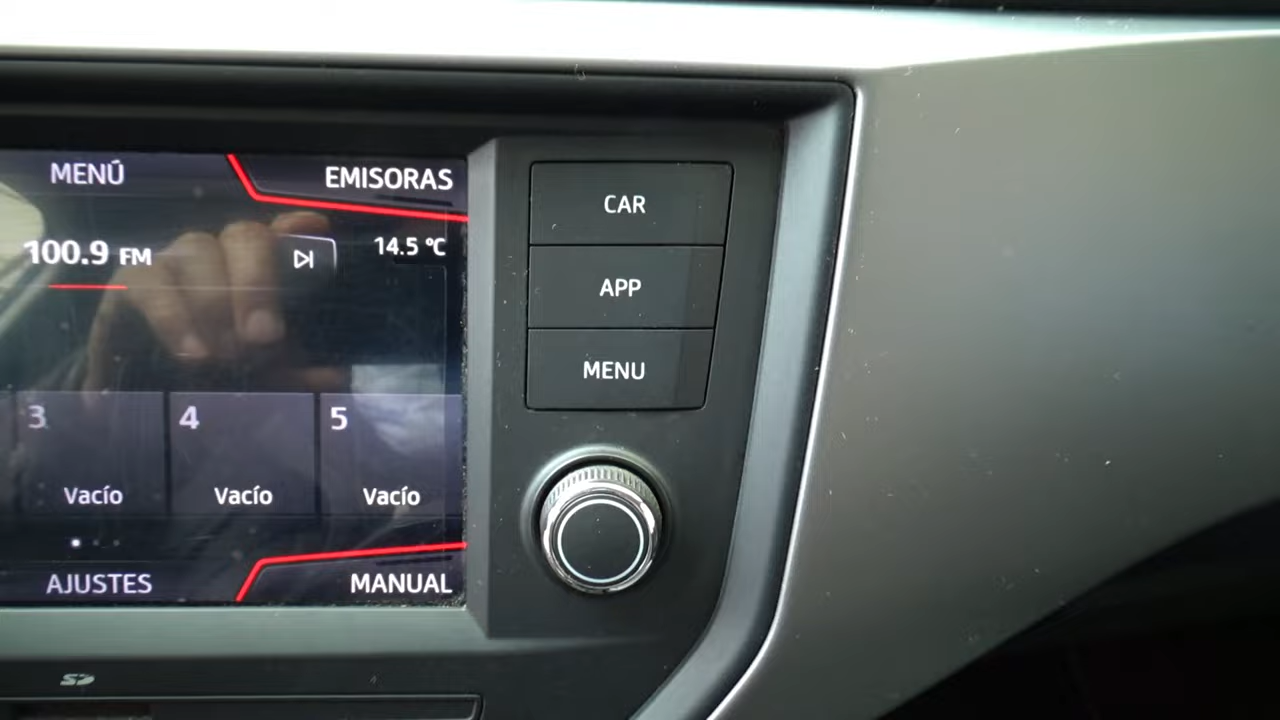 MENÚ
EMISORAS
100.9 FM
14.5 °C
3
4
5
Vacío
Vacío
Vacío
AJUSTES
MANUAL
CAR
APP
MENU
SD